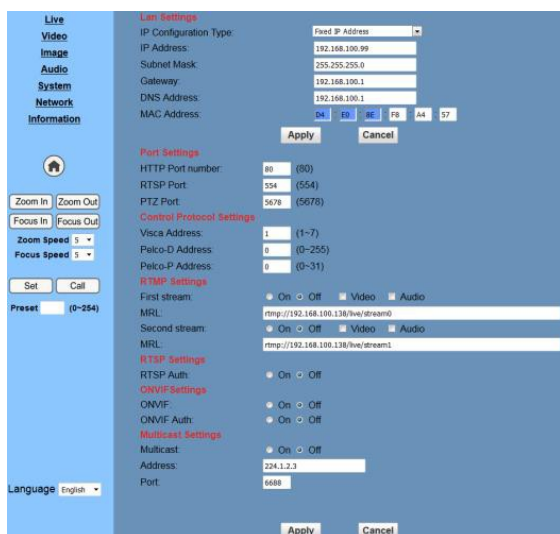 Live
Video
Image
Audio
System
Network
Information
Zoom In Zoom Out
Focus In Focus Out
Zoom Speed 5
Focus Speed 5
Set Call
Preset (0~254)
Language English
Lan Settings
IP Configuration Type: Fixed IP Address
IP Address: 192.168.100.99
Subnet Mask: 255.255.255.0
Gateway: 192.168.100.1
DNS Address: 192.168.100.1
MAC Address: D4 : E0 : 8E : F8 : A4 : 57
Apply Cancel
Port Settings
HTTP Port number: 80 (80)
RTSP Port: 554 (554)
PTZ Port: 5678 (5678)
Control Protocol Settings
Visca Address: 1 (1~7)
Pelco-D Address: 0 (0~255)
Pelco-P Address: 0 (0~31)
RTMP Settings
First stream: On Off Video Audio
MRL: rtmp://192.168.100.138/live/stream0
Second stream: On Off Video Audio
MRL: rtmp://192.168.100.138/live/stream1
RTSP Settings
RTSP Auth: On Off
ONVIFSettings
ONVIF: On Off
ONVIF Auth: On Off
Multicast Settings
Multicast: On Off
Address: 224.1.2.3
Port: 6688
Apply Cancel